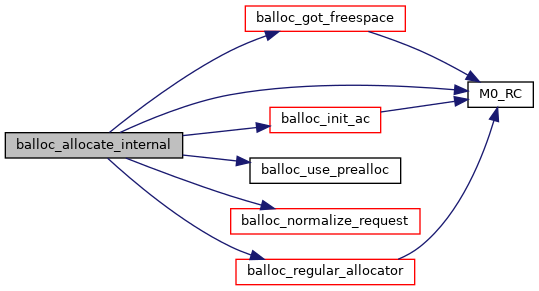 balloc_got_freespace
M0_RC
balloc_init_ac
balloc_allocate_internal
balloc_use_prealloc
balloc_normalize_request
balloc_regular_allocator